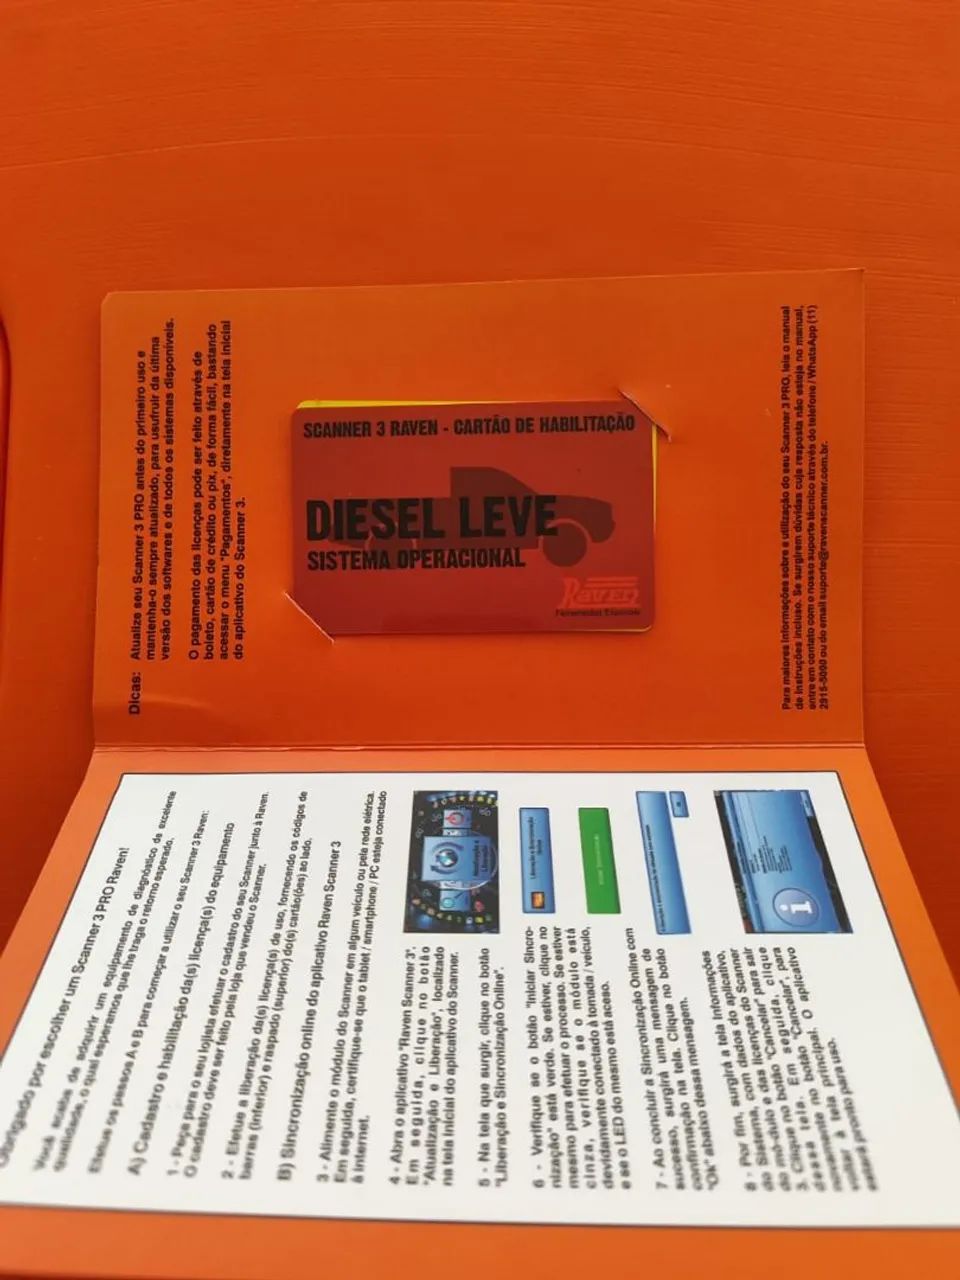 Dicas: Atualize seu Scanner 3 PRO antes do primeiro uso e
mantenha-o sempre atualizado, para usufruir da última
versão dos softwares e de todos os sistemas disponíveis.
O pagamento das licenças pode ser feito através de
boleto, cartão de crédito ou pix, de forma fácil, bastando
acessar o menu "Pagamentos", diretamente na tela inicial
do aplicativo do Scanner 3.
SCANNER 3 RAVEN - CARTÃO DE HABILITAÇÃO
DIESEL LEVE
SISTEMA OPERACIONAL
RAVEN
Ferramentas Especiais
Para maiores informações sobre a utilização do seu Scanner 3 PRO, leia o manual
de instruções incluso. Se surgirem dúvidas cuja resposta não esteja no manual,
entre em contato com o nosso suporte técnico através do telefone / WhatsApp (11)
2915-5000 ou do email suporte@ravenscanner.com.br.
Obrigado por escolher um Scanner 3 PRO Raven!
Você acaba de adquirir um equipamento de diagnóstico de excelente
qualidade, o qual esperamos que lhe traga o retorno esperado.
Efetue os passos A e B para começar a utilizar o seu Scanner 3 Raven:
A) Cadastro e habilitação da(s) licença(s) do equipamento
1 - Peça para o seu lojista efetuar o cadastro do seu Scanner junto à Raven.
O cadastro deve ser feito pela loja que vendeu o Scanner.
2 - Efetue a liberação da(s) licença(s) de uso, fornecendo os códigos de
barras (inferior) e raspado (superior) do(s) cartão(ões) ao lado.
B) Sincronização online do aplicativo Raven Scanner 3
3 - Alimente o módulo do Scanner em algum veículo ou pela rede elétrica.
Em seguida, certifique-se que o tablet / smartphone / PC esteja conectado
à internet.
4 - Abra o aplicativo "Raven Scanner 3".
Em seguida, clique no botão
"Atualização e Liberação", localizado
na tela inicial do aplicativo do Scanner.
5 - Na tela que surgir, clique no botão
"Liberação e Sincronização Online".
6 - Verifique se o botão "Iniciar Sincro-
nização" está verde. Se estiver, clique no
mesmo para efetuar o processo. Se estiver
cinza, verifique se o módulo está
devidamente conectado à tomada / veículo,
e se o LED do mesmo está aceso.
7 - Ao concluir a Sincronização Online com
sucesso, surgirá uma mensagem de
confirmação na tela. Clique no botão
"Ok" abaixo dessa mensagem.
8 - Por fim, surgirá a tela Informações
do Sistema, com dados do Scanner
do módulo e das licenças do Scanner
3. Clique no botão "Cancelar" para sair
dessa tela. Em seguida, clique
novamente no botão "Cancelar", para
voltar à tela principal. O aplicativo
estará pronto para uso.